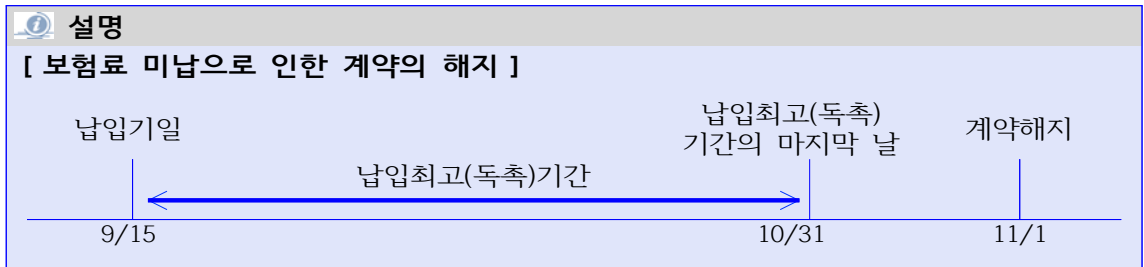 설명
[ 보험료 미납으로 인한 계약의 해지 ]
납입기일
납입최고(독촉)
기간의 마지막 날
계약해지
납입최고(독촉)기간
9/15
10/31
11/1